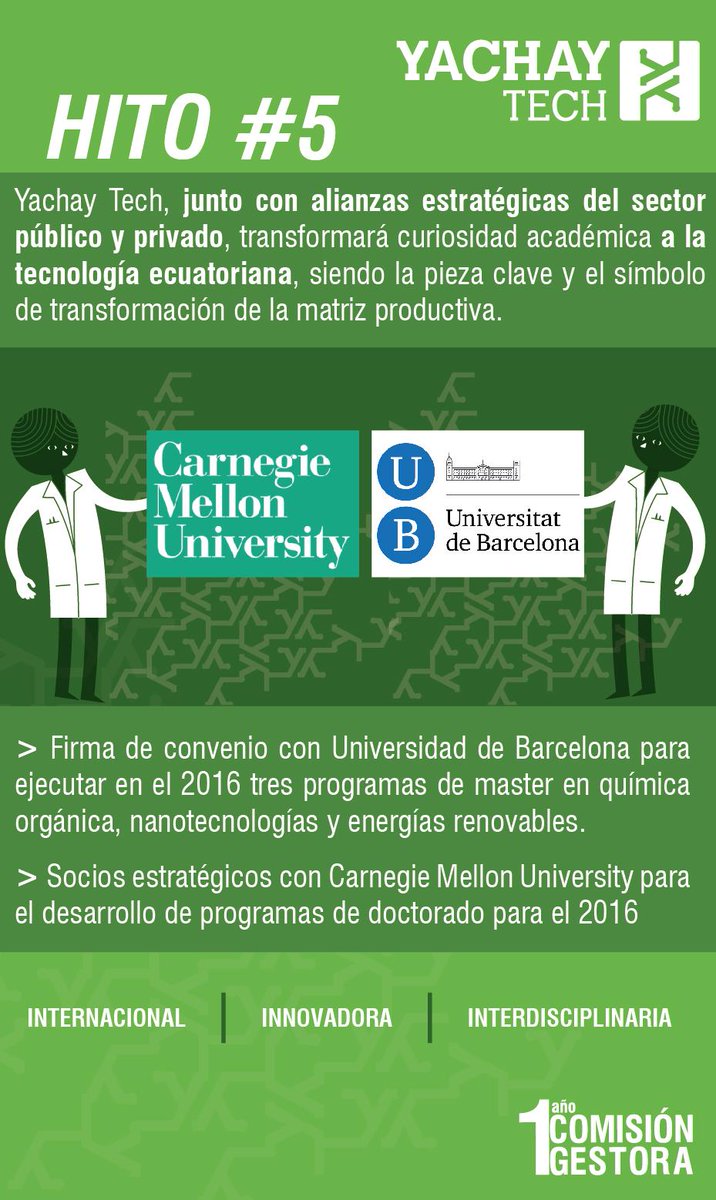 YACHAY
TECH
HITO #5
Yachay Tech, junto con alianzas estratégicas del sector
público y privado, transformará curiosidad académica a la
tecnología ecuatoriana, siendo la pieza clave y el símbolo
de transformación de la matriz productiva.
Carnegie
Mellon
University
U
B
Universitat
de Barcelona
> Firma de convenio con Universidad de Barcelona para
ejecutar en el 2016 tres programas de master en química
orgánica, nanotecnologías y energías renovables.
> Socios estratégicos con Carnegie Mellon University para
el desarrollo de programas de doctorado para el 2016
INTERNACIONAL | INNOVADORA | INTERDISCIPLINARIA
1 año
COMISIÓN
GESTORA